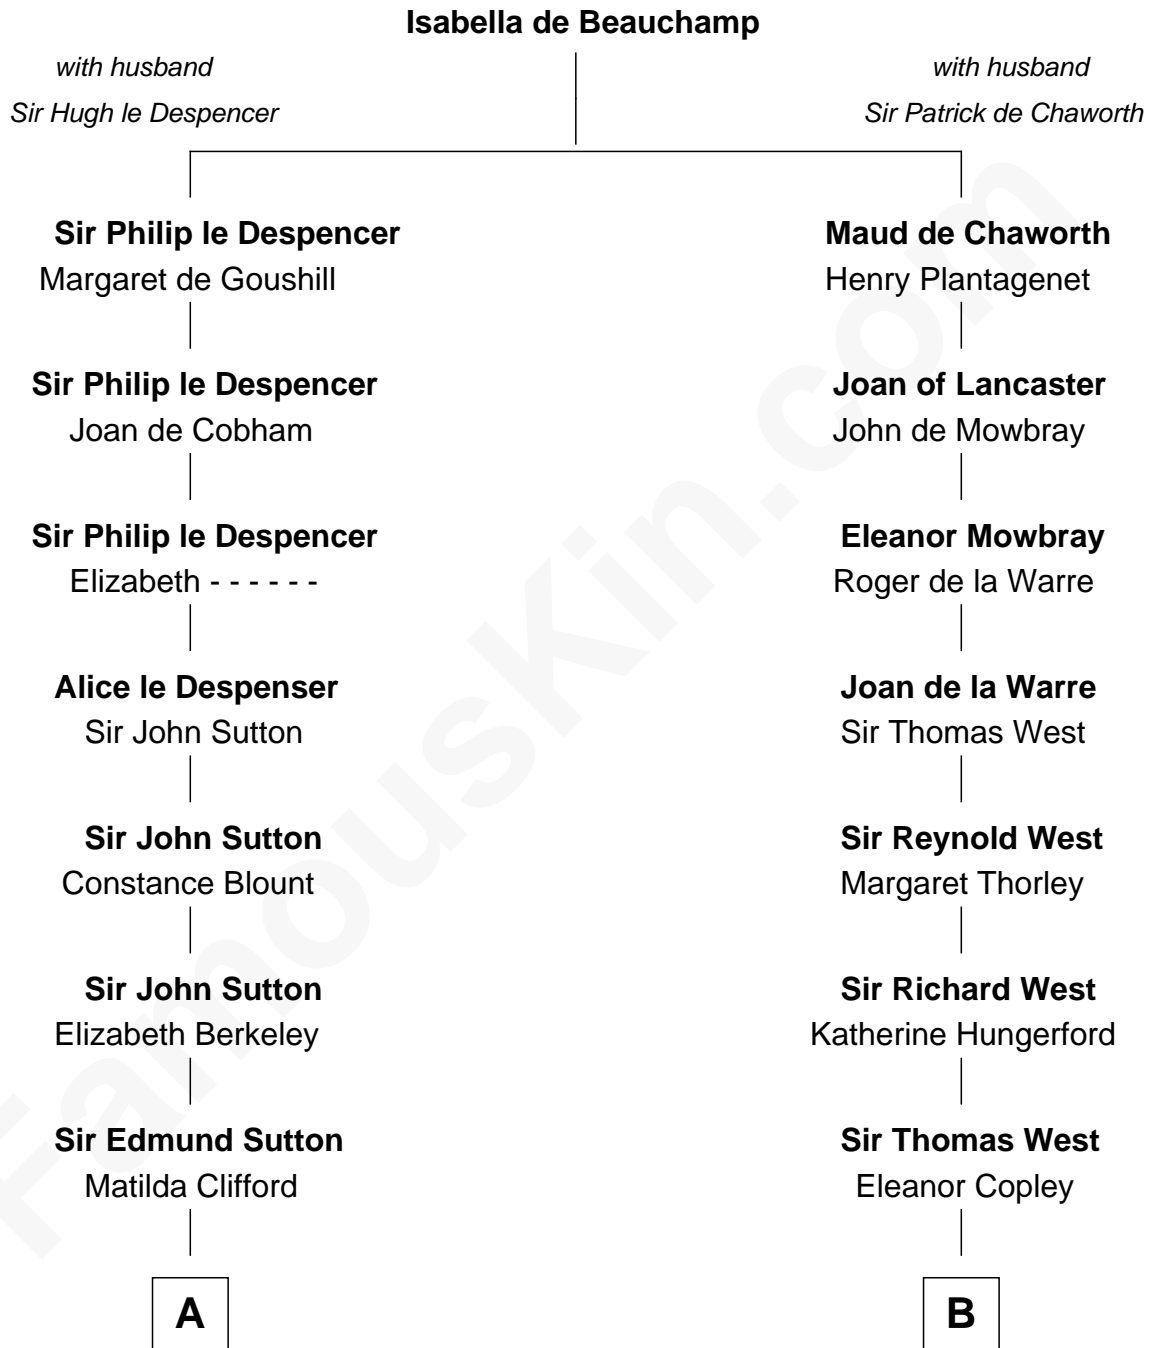 Isabella de Beauchamp
with husband
Sir Hugh le Despencer
with husband
Sir Patrick de Chaworth
Sir Philip le Despencer
Margaret de Goushill
Maud de Chaworth
Henry Plantagenet
Sir Philip le Despencer
Joan de Cobham
Joan of Lancaster
John de Mowbray
Sir Philip le Despencer
Elizabeth - - - - - -
Eleanor Mowbray
Roger de la Warre
Alice le Despenser
Sir John Sutton
Joan de la Warre
Sir Thomas West
Sir John Sutton
Constance Blount
Sir Reynold West
Margaret Thorley
Sir John Sutton
Elizabeth Berkeley
Sir Richard West
Katherine Hungerford
Sir Edmund Sutton
Matilda Clifford
Sir Thomas West
Eleanor Copley
A
B
FamousKin.com